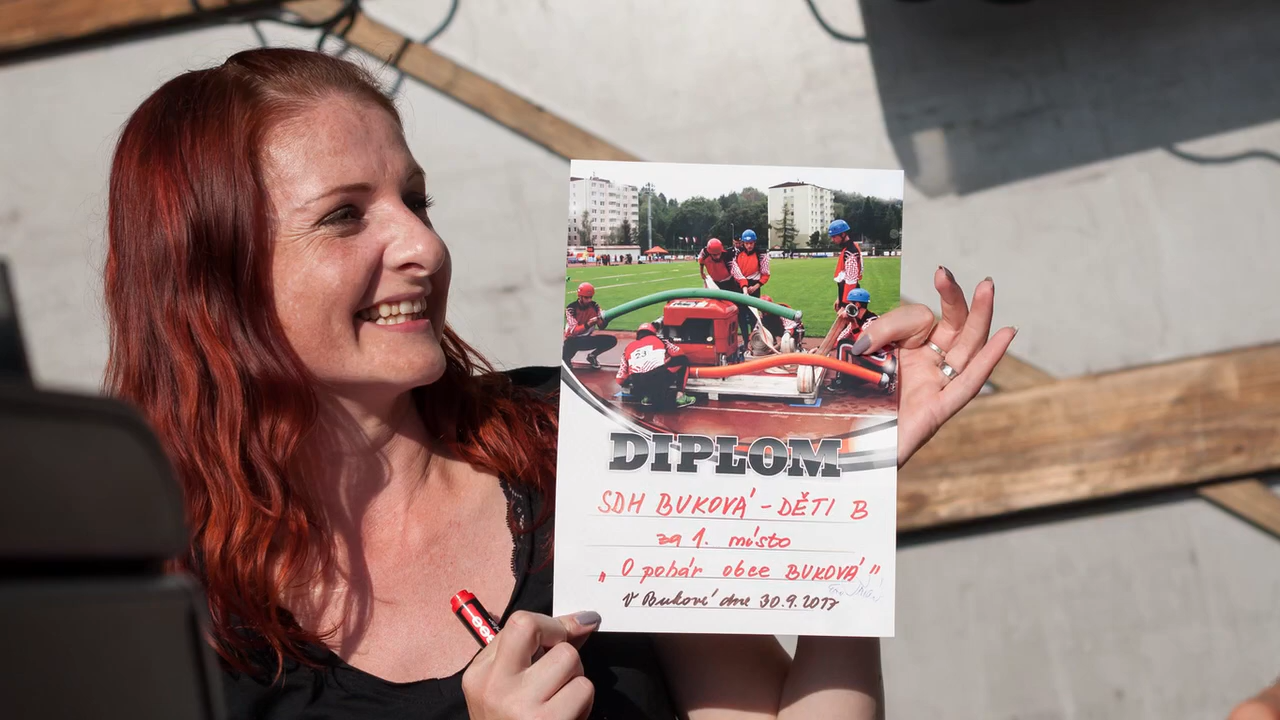 DIPLOM
SDH BUKOVÁ - DĚTI B
za 1. místo
„O pohár obce BUKOVÁ"
V Bukové dne 30.9.2017